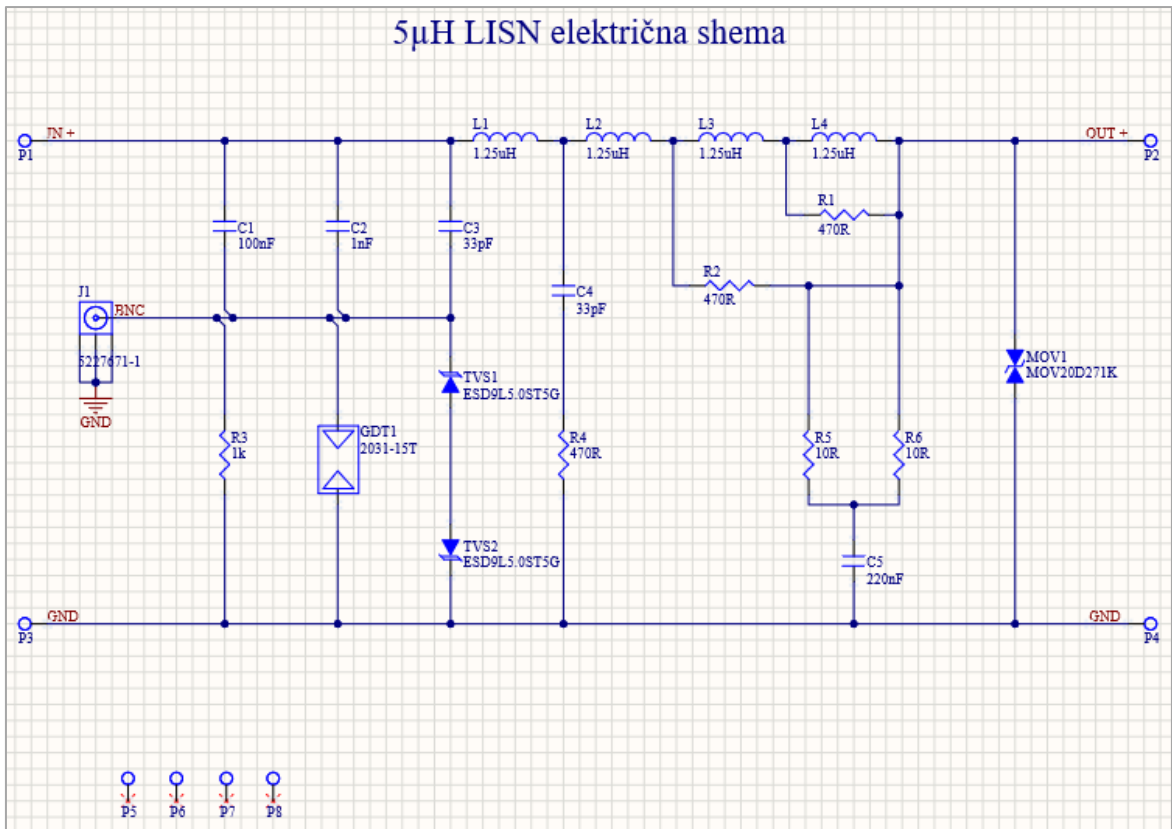 5µH LISN električna shema
IN +
P1
L1
1.25uH
L2
1.25uH
L3
1.25uH
L4
1.25uH
OUT +
P2
R1
470R
C1
100nF
C2
1nF
C3
33pF
R2
470R
C4
33pF
J1
BNC
5227671-1
GND
TVS1
ESD9L5.0ST5G
MOV1
MOV20D271K
R3
1k
GDT1
2031-15T
R4
470R
R5
10R
R6
10R
TVS2
ESD9L5.0ST5G
C5
220nF
GND
P3
GND
P4
P5
P6
P7
P8